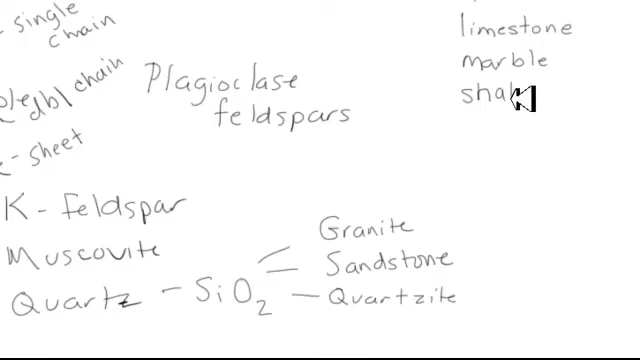 - single
chain
dbl chain
Plagioclase
feldspars
- sheet
K - feldspar
Muscovite
Quartz - SiO2
Granite
Sandstone
- Quartzite
limestone
marble